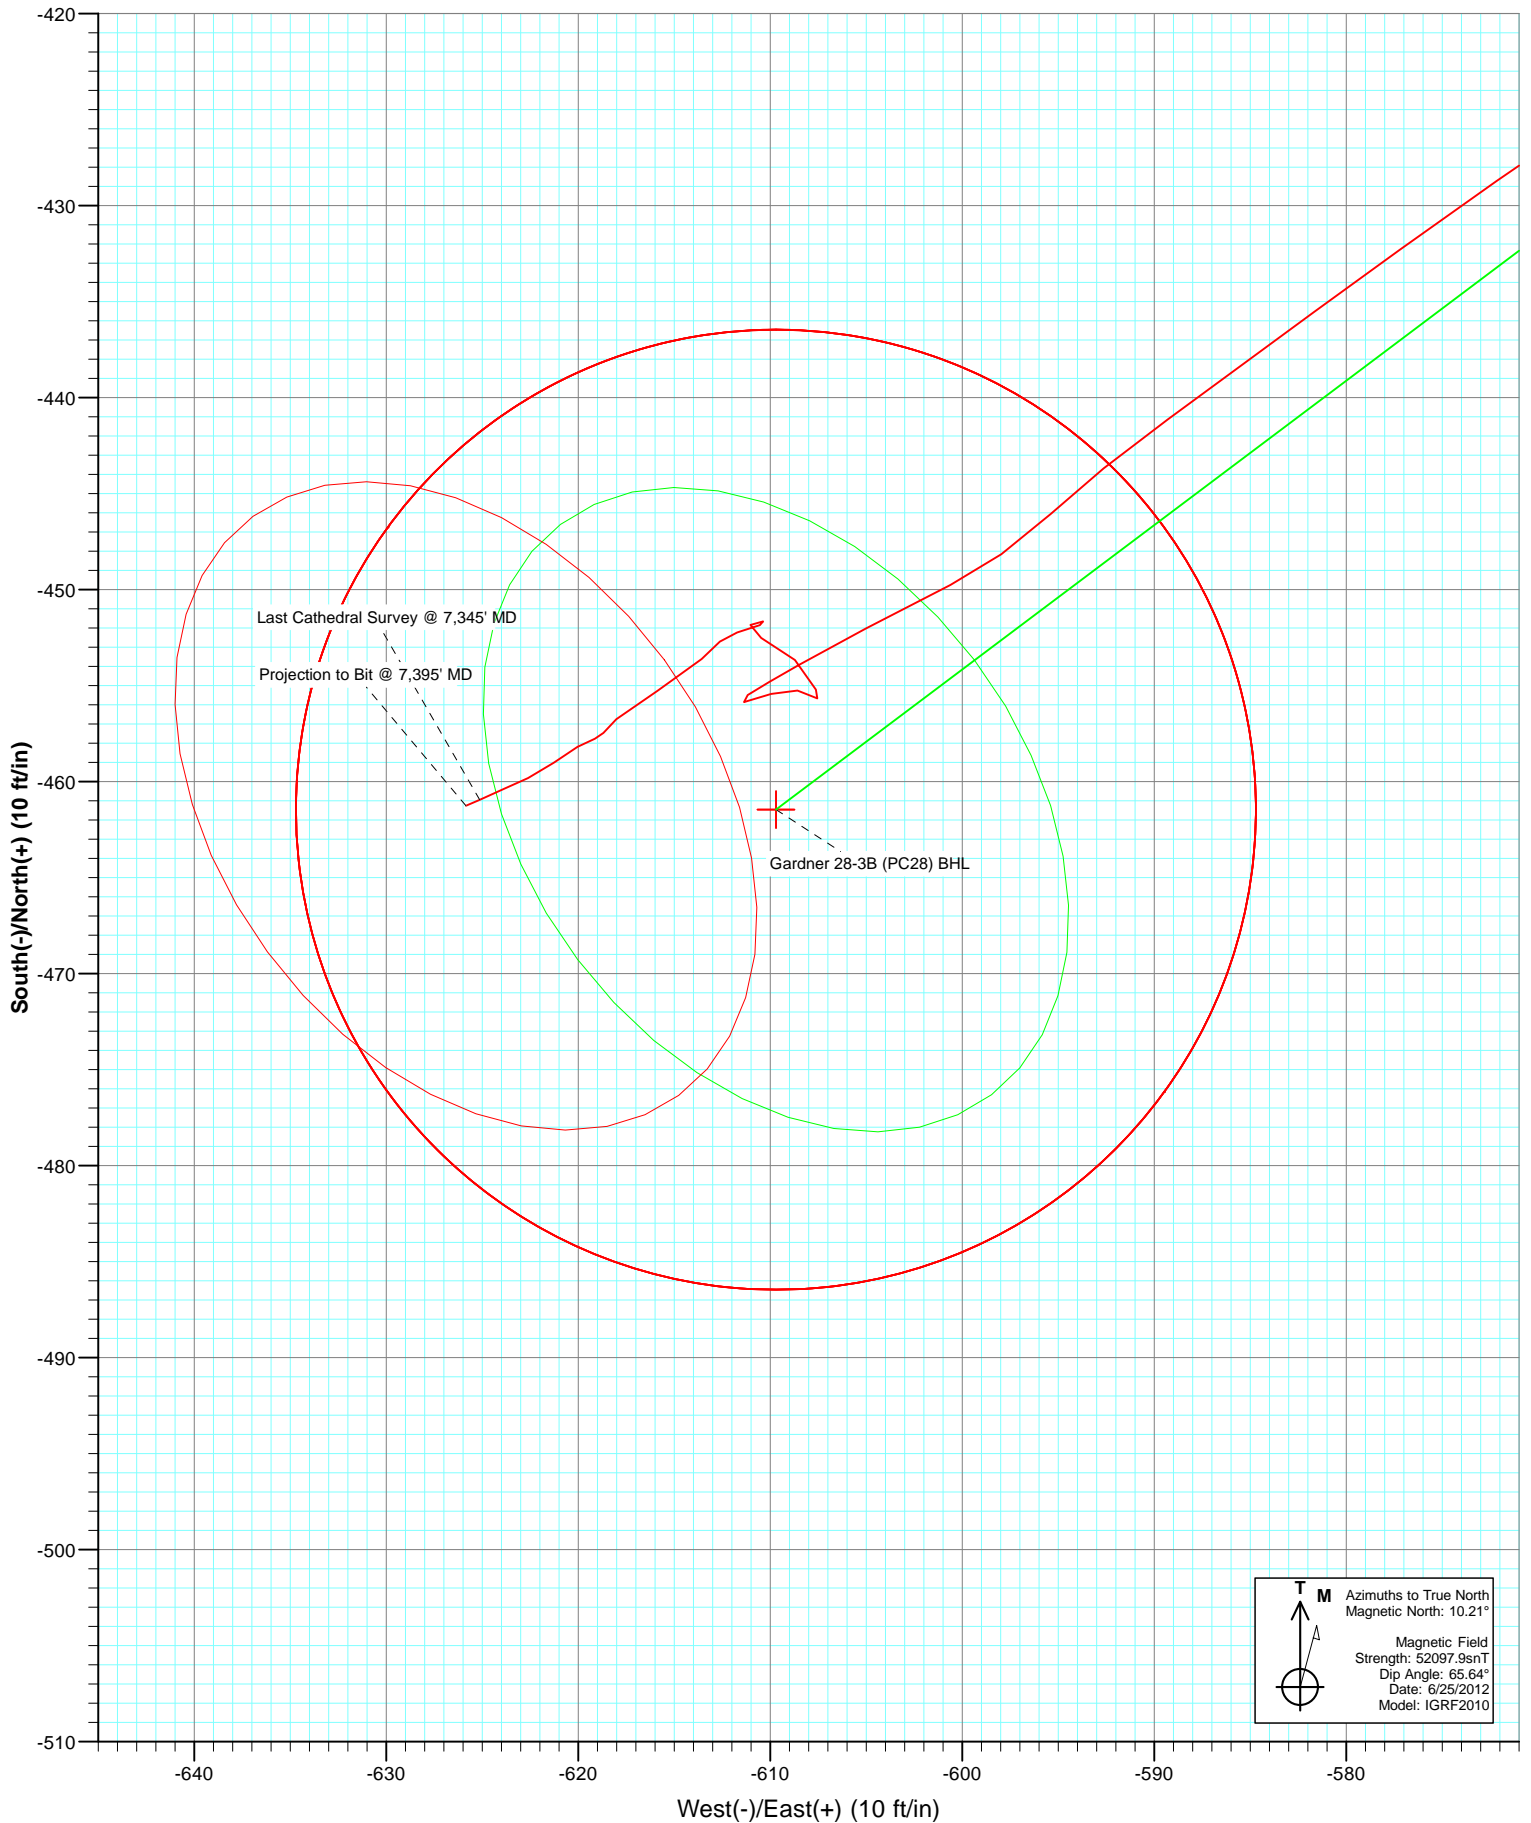 -420
-430
-440
-450
-460
-470
-480
-490
-500
-510
South(-)/North(+) (10 ft/in)
Last Cathedral Survey @ 7,345' MD
Projection to Bit @ 7,395' MD
Gardner 28-3B (PC28) BHL
T
M
Azimuths to True North
Magnetic North: 10.21°
Magnetic Field
Strength: 52097.9snT
Dip Angle: 65.64°
Date: 6/25/2012
Model: IGRF2010
-640
-630
-620
-610
-600
-590
-580
West(-)/East(+) (10 ft/in)